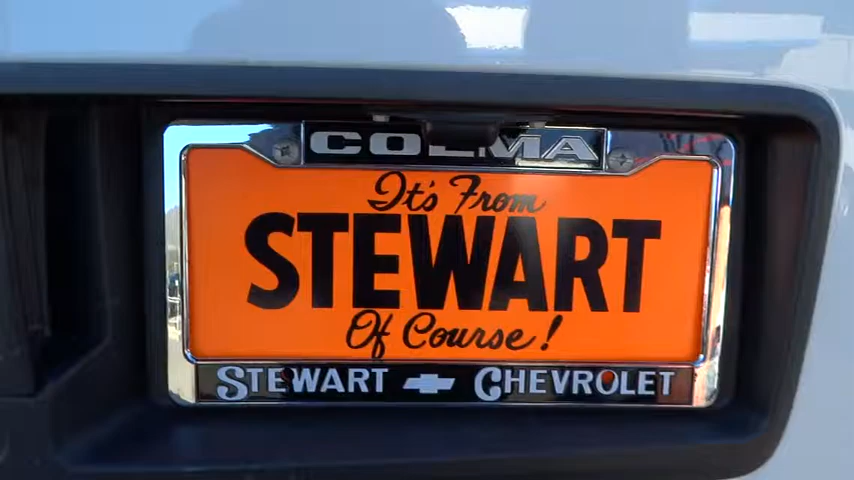 COLMA
It's From
STEWART
Of Course!
STEWART CHEVROLET